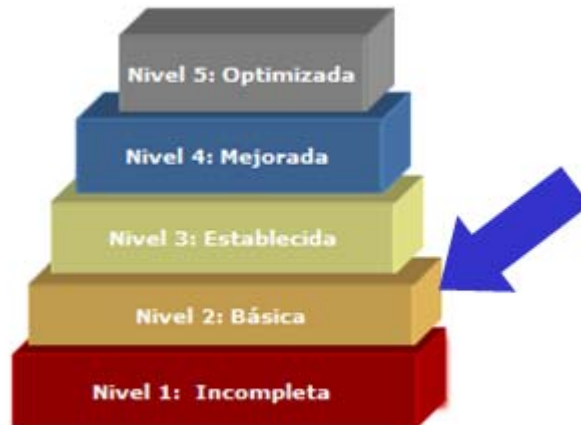 Nivel 5: Optimizada
Nivel 4: Mejorada
Nivel 3: Establecida
Nivel 2: Básica
Nivel 1: Incompleta